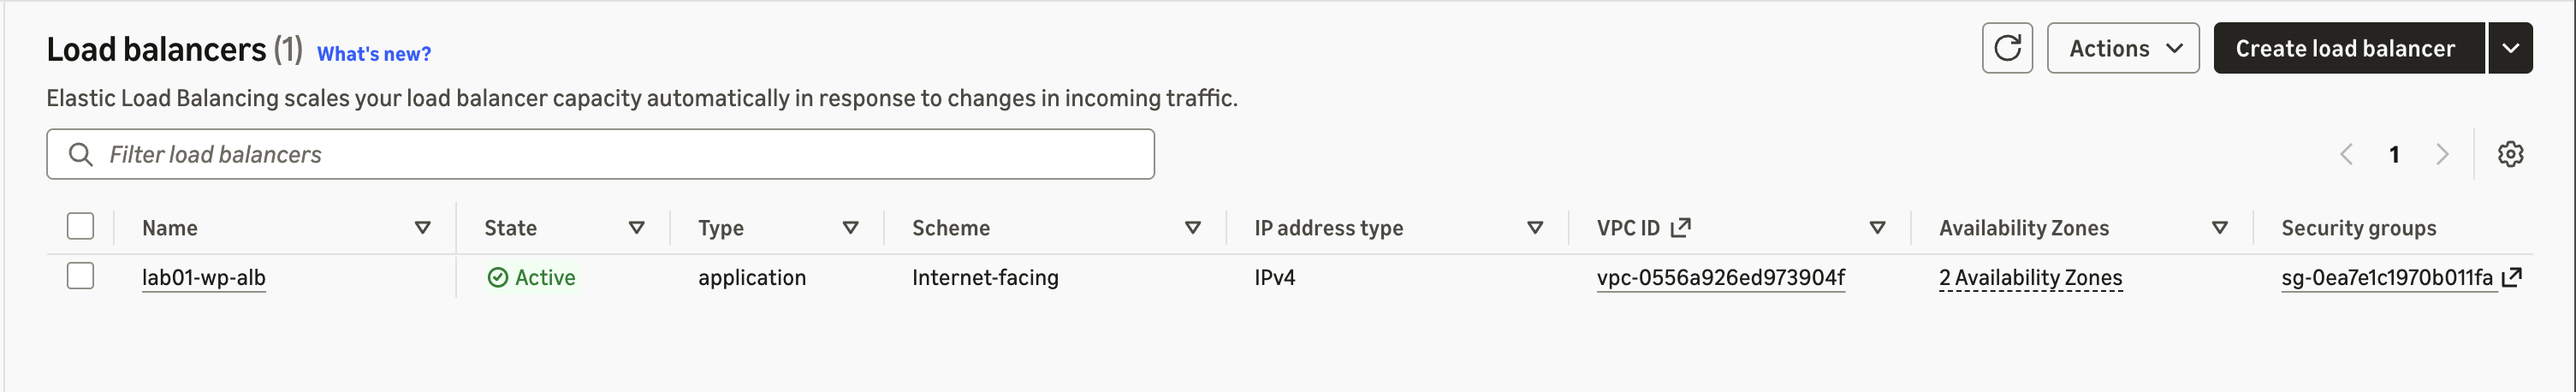 Load balancers (1) What's new?
Actions
Create load balancer
Elastic Load Balancing scales your load balancer capacity automatically in response to changes in incoming traffic.
Filter load balancers
1
Name State Type Scheme IP address type VPC ID Availability Zones Security groups
lab01-wp-alb Active application Internet-facing IPv4 vpc-0556a926ed973904f 2 Availability Zones sg-0ea7e1c1970b011fa